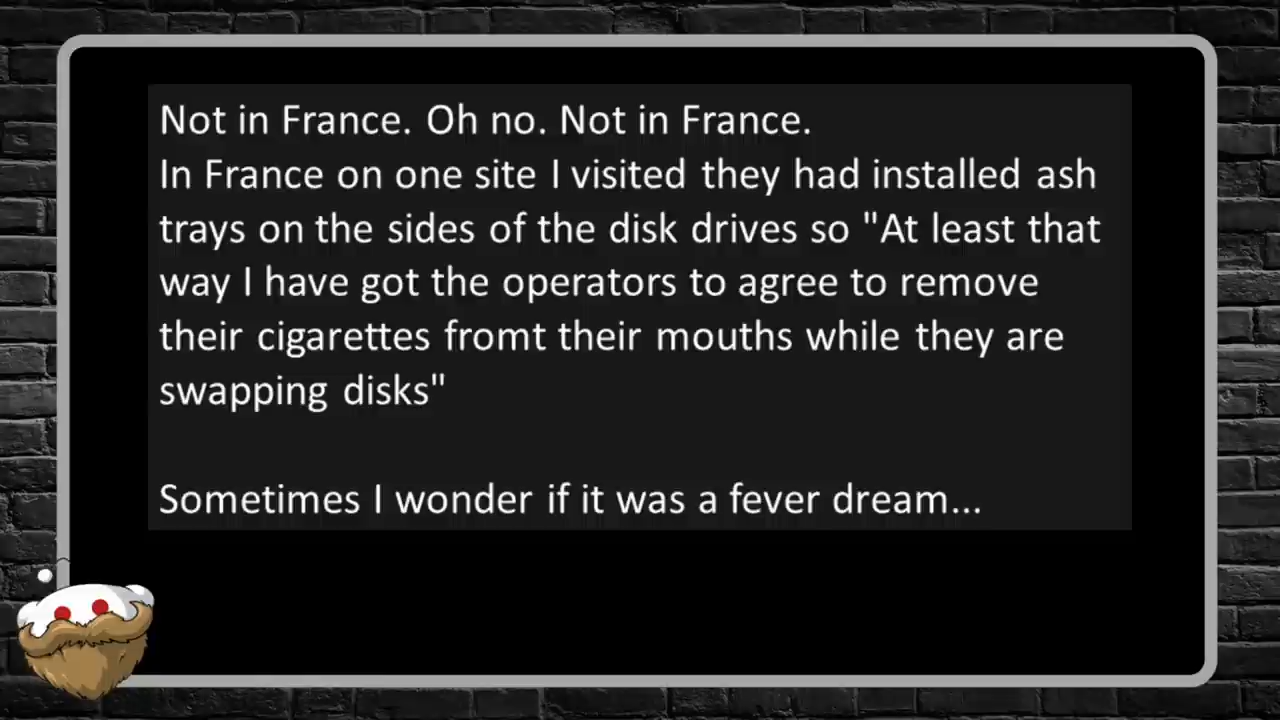 Not in France. Oh no. Not in France.
In France on one site I visited they had installed ash
trays on the sides of the disk drives so "At least that
way I have got the operators to agree to remove
their cigarettes fromt their mouths while they are
swapping disks"
Sometimes I wonder if it was a fever dream...